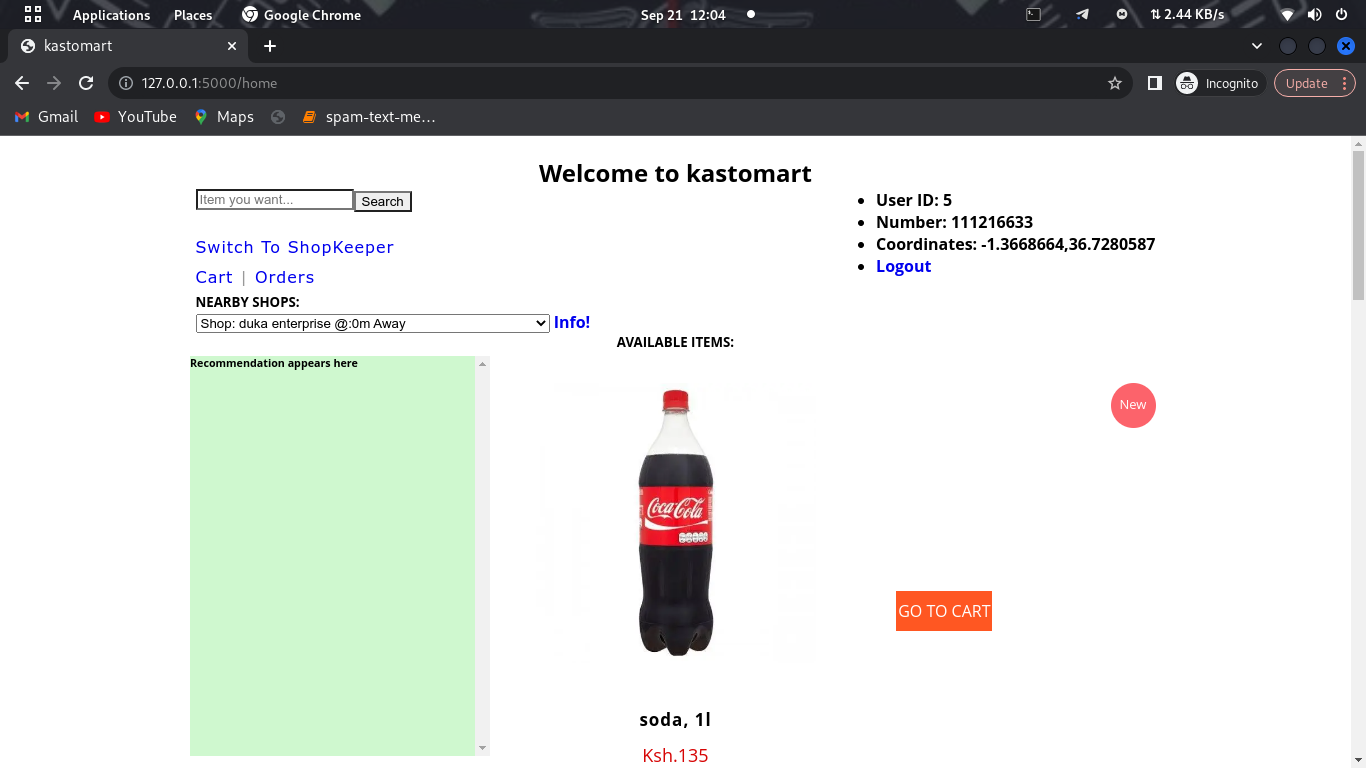 Applications Places Google Chrome Sep 21 12:04 2.44 KB/s
kastomart
127.0.0.1:5000/home Incognito Update
Gmail YouTube Maps spam-text-me...
Welcome to kastomart
Item you want... Search
User ID: 5
Number: 111216633
Coordinates: -1.3668664,36.7280587
Logout
Switch To ShopKeeper
Cart | Orders
NEARBY SHOPS:
Shop: duka enterprise @:0m Away Info!
AVAILABLE ITEMS:
Recommendation appears here
New
Coca-Cola
GO TO CART
soda, 1l
Ksh.135